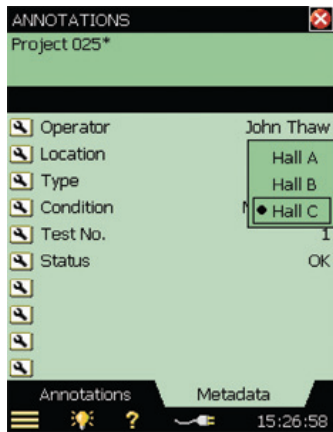 ANNOTATIONS
Project 025*
Operator John Thaw
Location Hall A
Type Hall B
Condition Hall C
Test No. 1
Status OK
Annotations Metadata
? 15:26:58